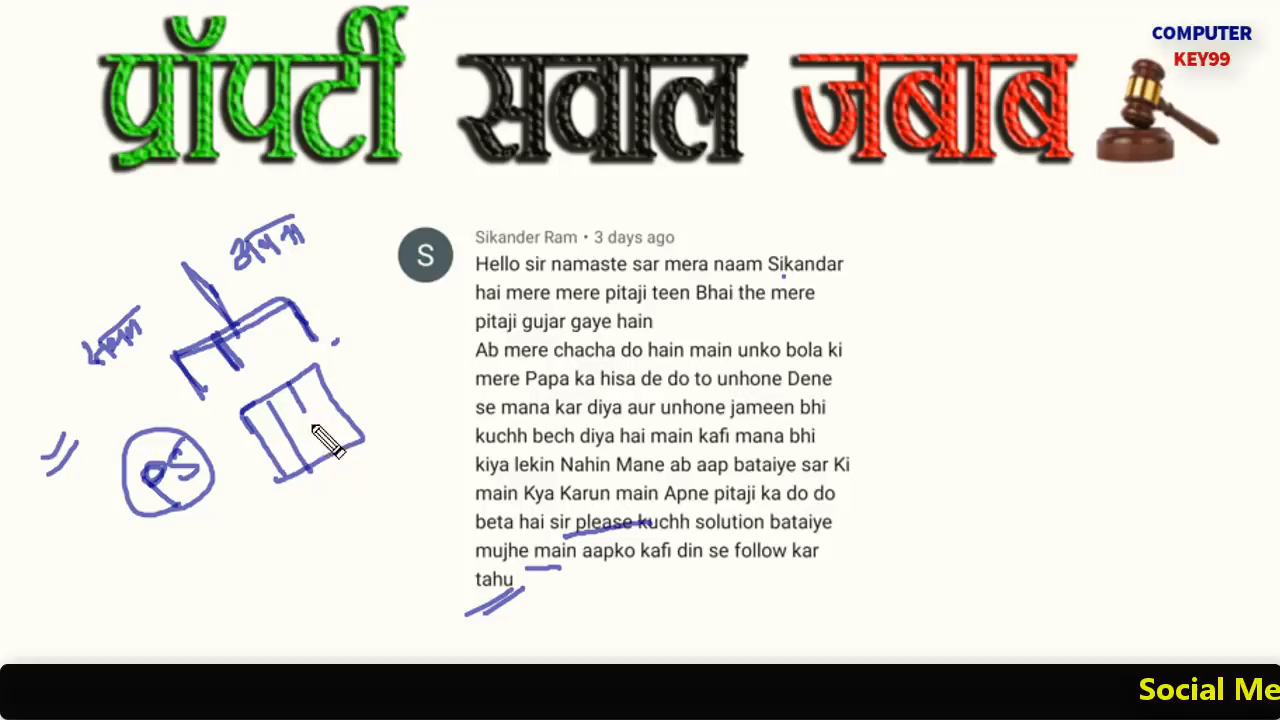 COMPUTER
KEY99
प्रॉपर्टी सवाल जबाब
Sikander Ram • 3 days ago
S
Hello sir namaste sar mera naam Sikandar
hai mere mere pitaji teen Bhai the mere
pitaji gujar gaye hain
Ab mere chacha do hain main unko bola ki
mere Papa ka hisa de do to unhone Dene
se mana kar diya aur unhone jameen bhi
kuchh bech diya hai main kafi mana bhi
kiya lekin Nahin Mane ab aap bataiye sar Ki
main Kya Karun main Apne pitaji ka do do
beta hai sir please kuchh solution bataiye
mujhe main aapko kafi din se follow kar
tahu
PS
Social Me